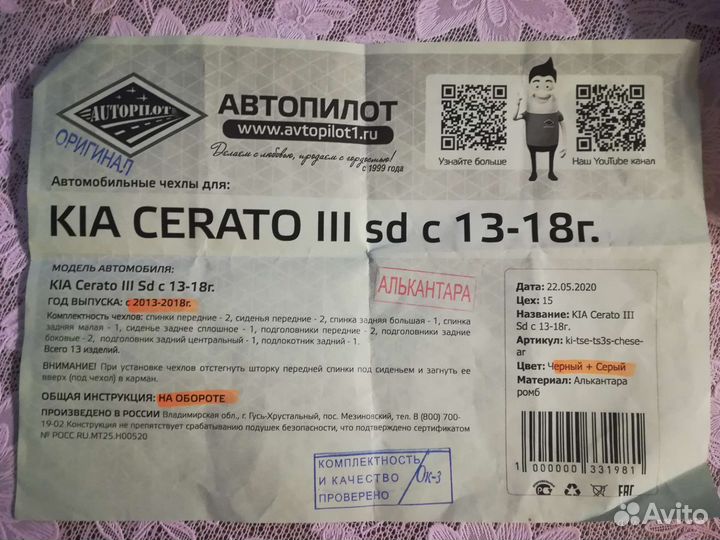 AUTOPILOT
ОРИГИНАЛ
АВТОПИЛОТ
www.avtopilot1.ru
Делаем с любовью, продаем с гордостью!
с 1999 года
Узнайте больше
Наш YouTube канал
Автомобильные чехлы для:
KIA CERATO III sd с 13-18г.
МОДЕЛЬ АВТОМОБИЛЯ:
KIA Cerato III Sd с 13-18г.
ГОД ВЫПУСКА: с 2013-2018г.
АЛЬКАНТАРА
Комплектность чехлов: спинки передние - 2, сиденья передние - 2, спинка задняя большая - 1, спинка
задняя малая - 1, сиденье заднее сплошное - 1, подголовники передние - 2, подголовники задние
боковые - 2, подголовник задний центральный - 1, подлокотник задний - 1.
Всего 13 изделий.
ВНИМАНИЕ! При установке чехлов отстегнуть шторку передней спинки под сиденьем и загнуть ее
вверх (под чехол) в карман.
ОБЩАЯ ИНСТРУКЦИЯ: НА ОБОРОТЕ
ПРОИЗВЕДЕНО В РОССИИ Владимирская обл., г. Гусь-Хрустальный, пос. Мезиновский, тел. 8 (800) 700-
19-02 Конструкция не препятствует срабатыванию подушек безопасности, что подтверждено сертификатом
№ РОСС RU.МТ25.Н00520
КОМПЛЕКТНОСТЬ
И КАЧЕСТВО
ПРОВЕРЕНО
Ок-3
Дата: 22.05.2020
Цех: 15
Название: KIA Cerato III
Sd с 13-18г.
Артикул: ki-tse-ts3s-chese-
ar
Цвет: Черный + Серый
Материал: Алькантара
ромб
1 000000 331981
ЕАС
Avito